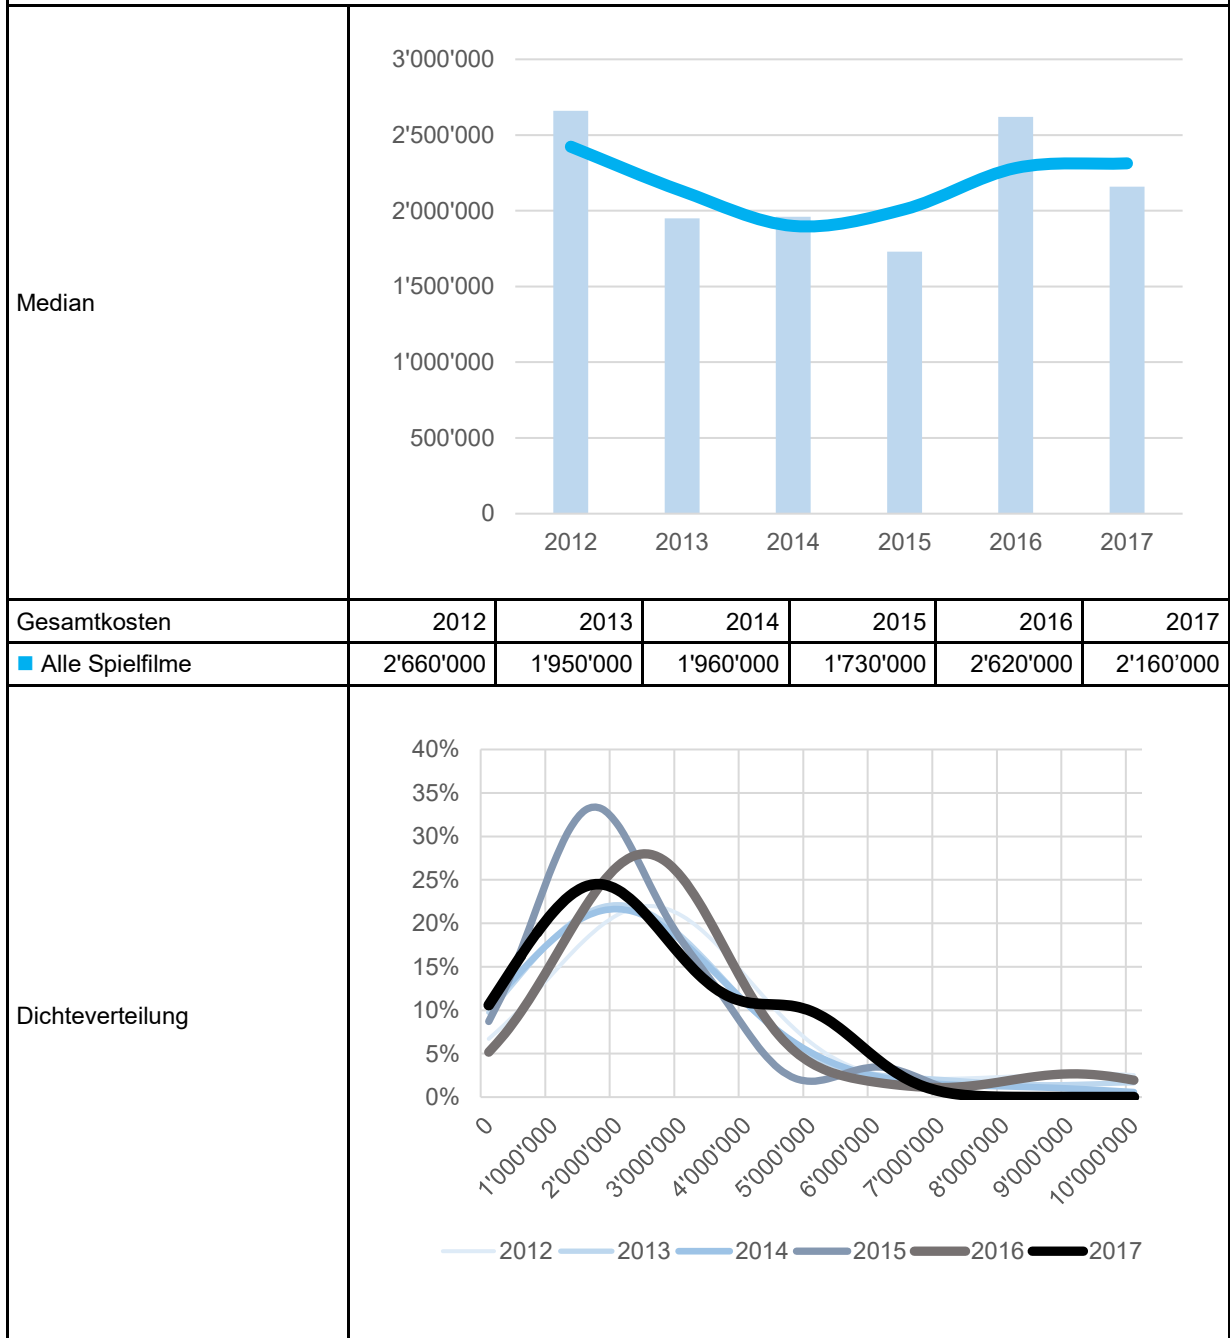 Median
3'000'000
2'500'000
2'000'000
1'500'000
1'000'000
500'000
0
2012 2013 2014 2015 2016 2017
Gesamtkosten 2012 2013 2014 2015 2016 2017
Alle Spielfilme 2'660'000 1'950'000 1'960'000 1'730'000 2'620'000 2'160’000
Dichteverteilung
40%
35%
30%
25%
20%
15%
10%
5%
0%
0 1'000'000 2'000'000 3'000'000 4'000'000 5'000'000 6'000'000 7'000'000 8'000'000 9'000'000 10'000'000
2012 2013 2014 2015 2016 2017